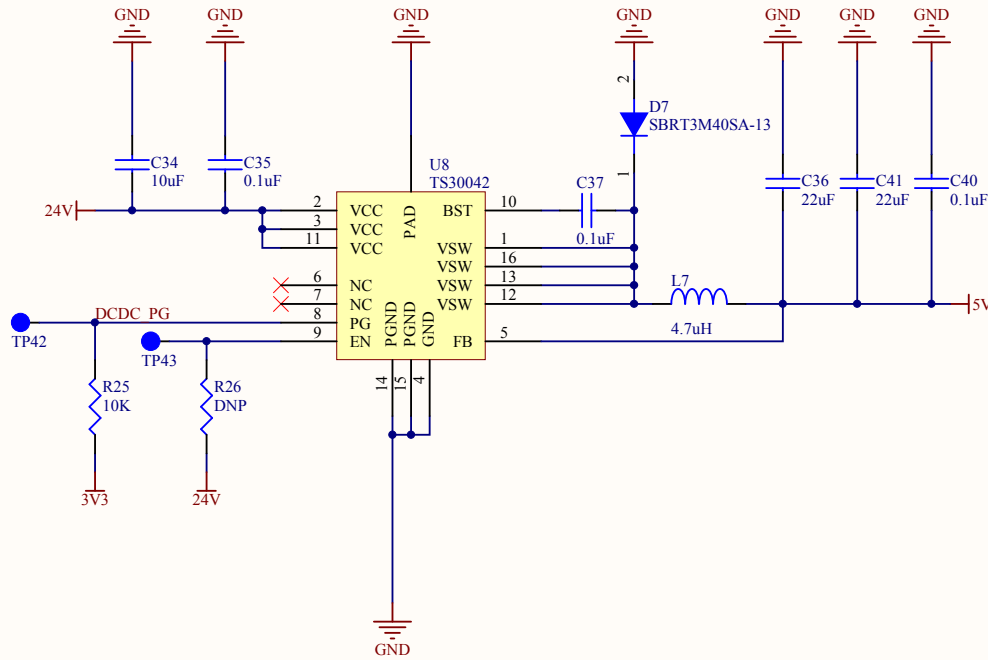 GND GND GND GND GND GND GND
2
D7
SBRT3M40SA-13
1
C34
10uF
C35
0.1uF
U8
TS30042
C37
0.1uF
C36
22uF
C41
22uF
C40
0.1uF
24V
2 VCC
3 VCC
11 VCC
PAD
BST 10
VSW 1
VSW 16
VSW 13
VSW 12
L7
4.7uH
5V
6 NC
7 NC
DCDC_PG
8 PG
9 EN
FB 5
TP42
TP43
PGND
PGND
GND
14
15
4
R25
10K
R26
DNP
3V3
24V
GND